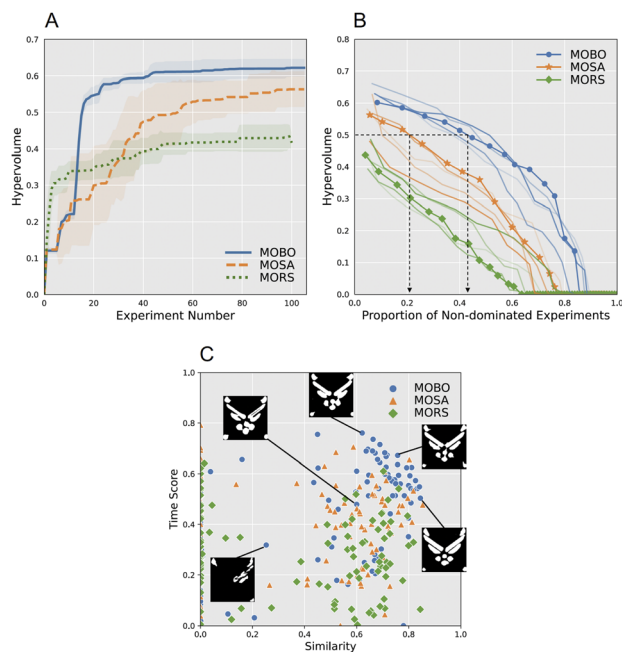 A
B
0.7
0.6
0.5
0.4
0.3
0.2
0.1
0.0
Hypervolume
0 20 40 60 80 100
Experiment Number
MOBO
MOSA
MORS
0.8
0.7
0.6
0.5
0.4
0.3
0.2
0.1
0.0
Hypervolume
0.0 0.2 0.4 0.6 0.8 1.0
Proportion of Non-dominated Experiments
MOBO
MOSA
MORS
C
1.0
0.8
0.6
0.4
0.2
0.0
Time Score
0.0 0.2 0.4 0.6 0.8 1.0
Similarity
MOBO
MOSA
MORS